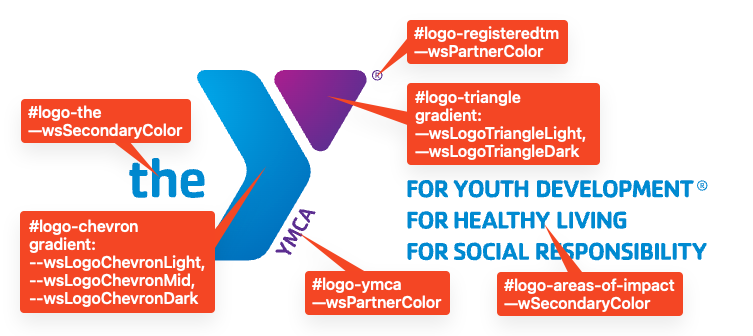 #logo-registeredtm
—wsPartnerColor
®
#logo-triangle
gradient:
—wsLogoTriangleLight,
—wsLogoTriangleDark
#logo-the
—wsSecondaryColor
the
YMCA
FOR YOUTH DEVELOPMENT®
FOR HEALTHY LIVING
FOR SOCIAL RESPONSIBILITY
#logo-chevron
gradient:
--wsLogoChevronLight,
--wsLogoChevronMid,
--wsLogoChevronDark
#logo-ymca
—wsPartnerColor
#logo-areas-of-impact
—wSecondaryColor